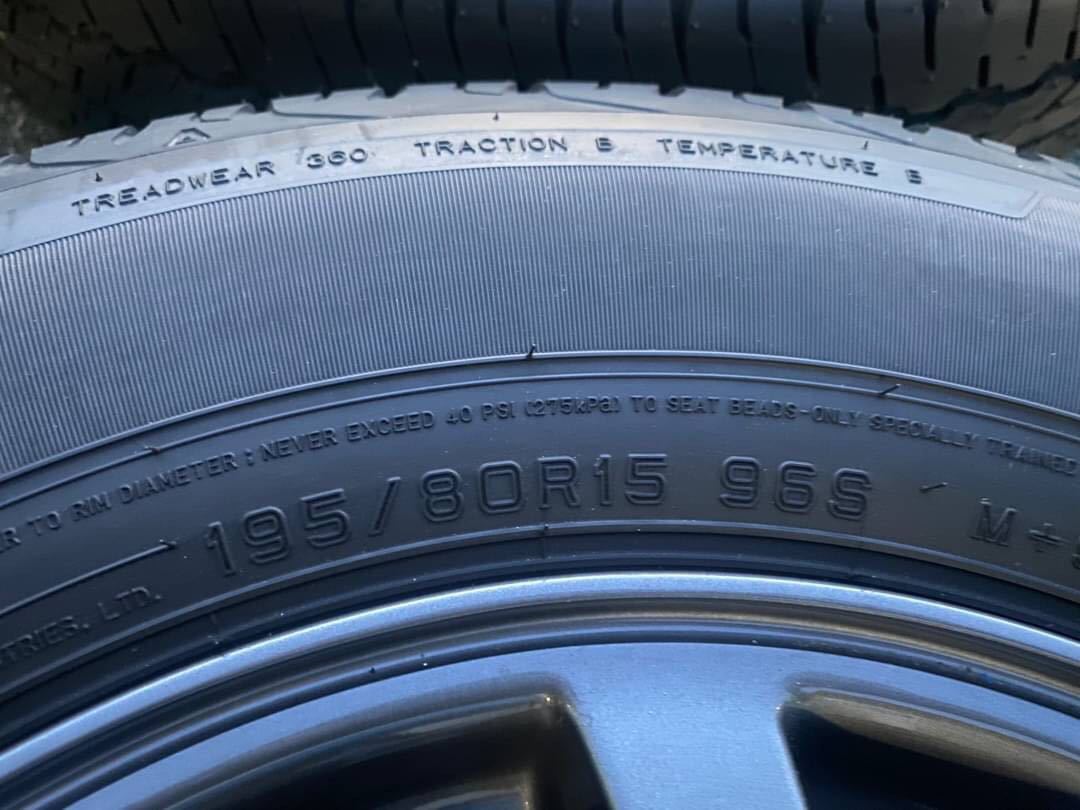 TREADWEAR 360 TRACTION B TEMPERATURE B
TO RIM DIAMETER : NEVER EXCEED 40 PSI (275kPa) TO SEAT BEADS-ONLY SPECIALLY TRAINED
195/80R15 96S M+S
TRIES, LTD.